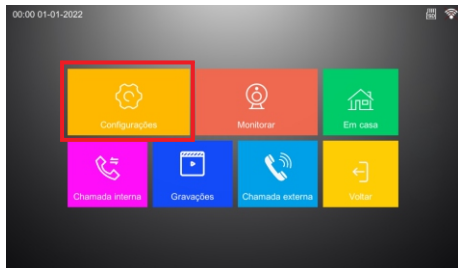 00:00 01-01-2022
Configurações
Monitorar
Em casa
Chamada interna
Gravações
Chamada externa
Voltar